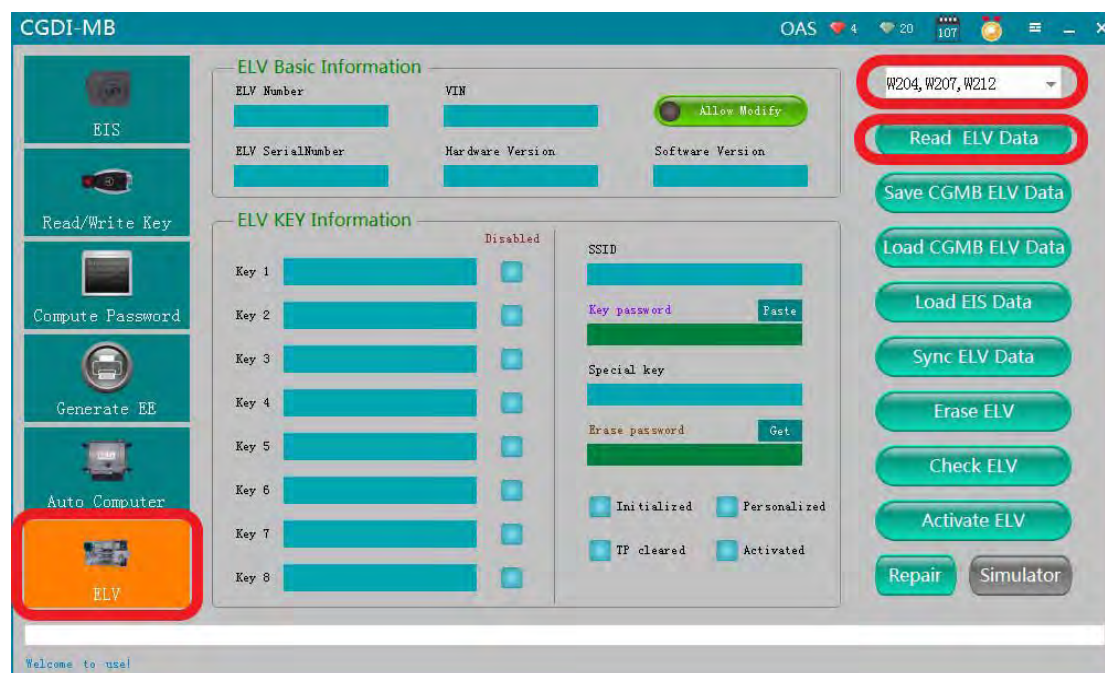 CGDI-MB
OAS 4 20 107
EIS
Read/Write Key
Compute Password
Generate EE
Auto Computer
ELV
ELV Basic Information
ELV Number VIN
Allow Modify
ELV SerialNumber Hardware Version Software Version
ELV KEY Information
Disabled
Key 1
Key 2
Key 3
Key 4
Key 5
Key 6
Key 7
Key 8
SSID
Key password Paste
Special key
Erase password Get
Initialized Personalized
TP cleared Activated
W204,W207,W212
Read ELV Data
Save CGMB ELV Data
Load CGMB ELV Data
Load EIS Data
Sync ELV Data
Erase ELV
Check ELV
Activate ELV
Repair Simulator
Welcome to use!